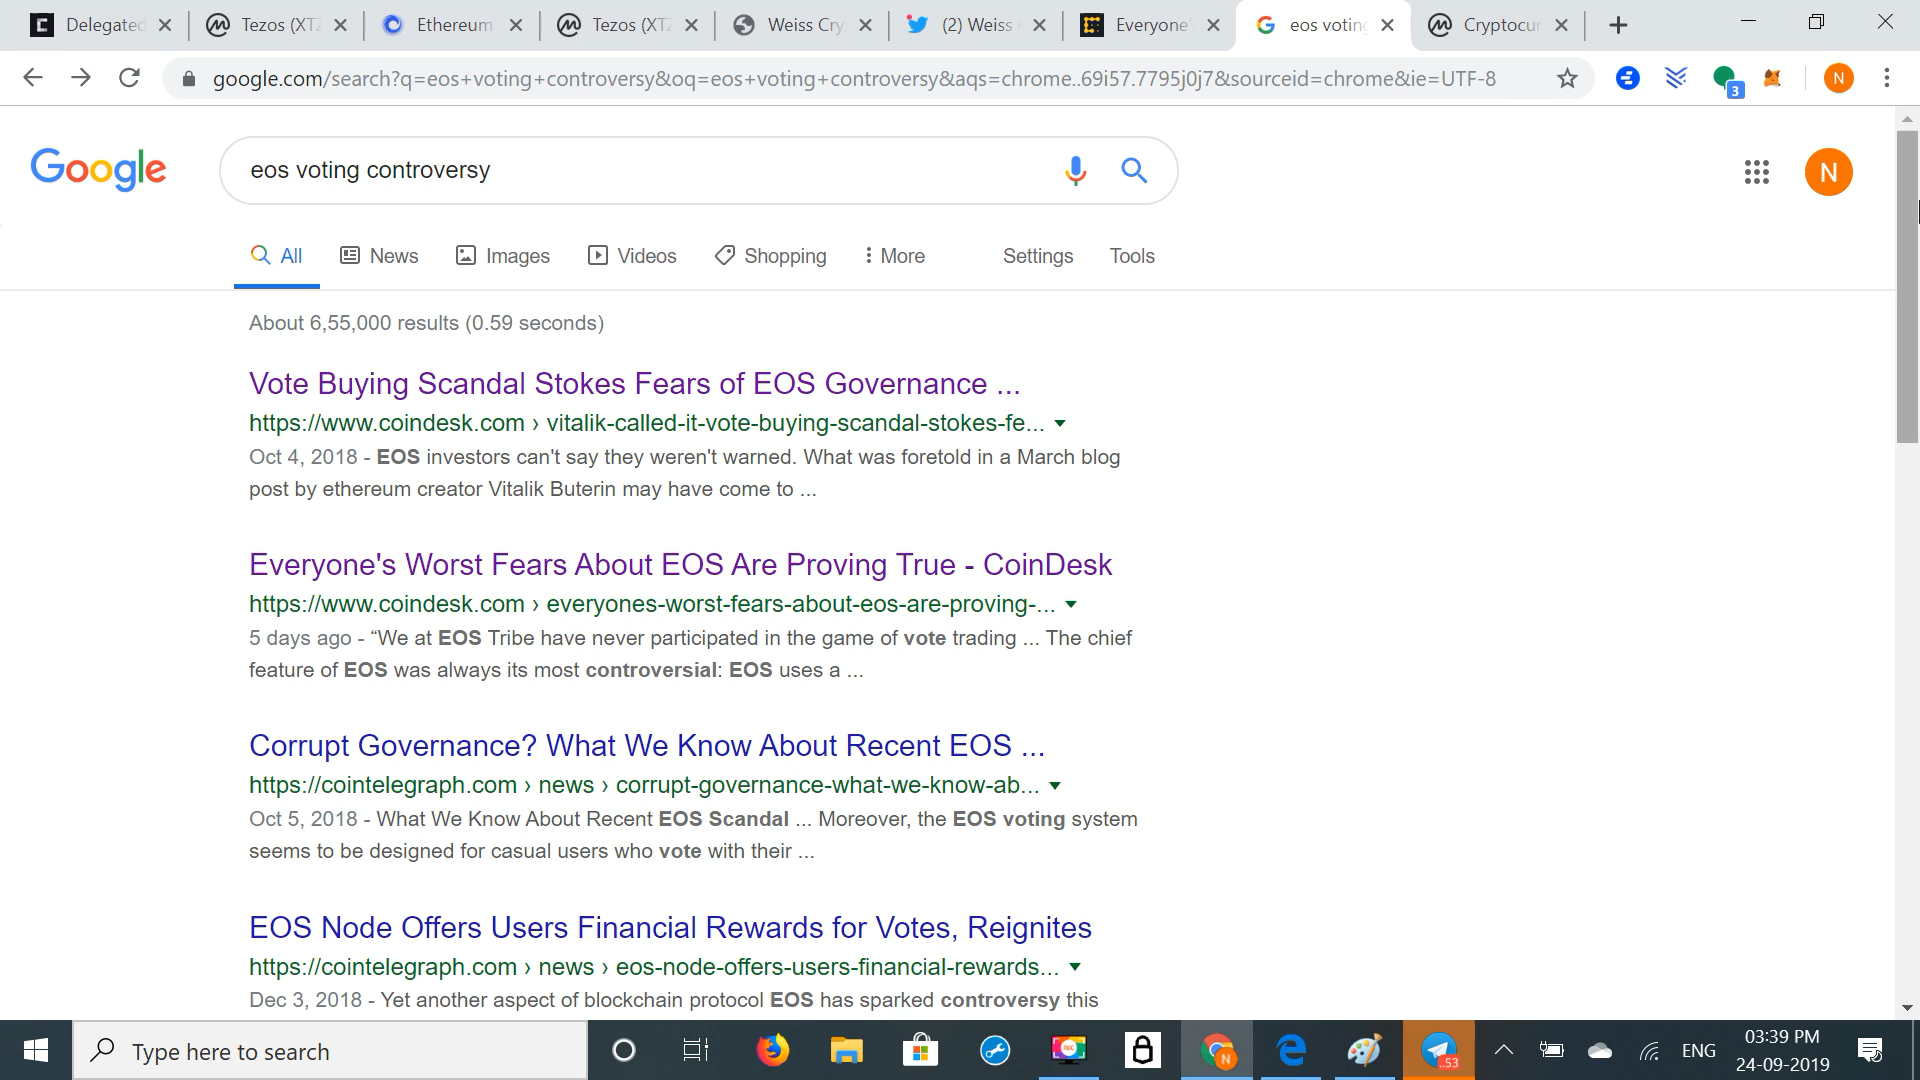 Delegated
Tezos (XTZ
Ethereum
Tezos (XTZ
Weiss Cry
(2) Weiss
Everyone'
eos voting
Cryptocur
google.com/search?q=eos+voting+controversy&oq=eos+voting+controversy&aqs=chrome..69i57.7795j0j7&sourceid=chrome&ie=UTF-8
3
N
Google
eos voting controversy
N
All
News
Images
Videos
Shopping
More
Settings
Tools
About 6,55,000 results (0.59 seconds)
Vote Buying Scandal Stokes Fears of EOS Governance ...
https://www.coindesk.com › vitalik-called-it-vote-buying-scandal-stokes-fe...
Oct 4, 2018 - EOS investors can't say they weren't warned. What was foretold in a March blog
post by ethereum creator Vitalik Buterin may have come to ...
Everyone's Worst Fears About EOS Are Proving True - CoinDesk
https://www.coindesk.com › everyones-worst-fears-about-eos-are-proving-...
5 days ago - “We at EOS Tribe have never participated in the game of vote trading ... The chief
feature of EOS was always its most controversial: EOS uses a ...
Corrupt Governance? What We Know About Recent EOS ...
https://cointelegraph.com › news › corrupt-governance-what-we-know-ab...
Oct 5, 2018 - What We Know About Recent EOS Scandal ... Moreover, the EOS voting system
seems to be designed for casual users who vote with their ...
EOS Node Offers Users Financial Rewards for Votes, Reignites
https://cointelegraph.com › news › eos-node-offers-users-financial-rewards...
Dec 3, 2018 - Yet another aspect of blockchain protocol EOS has sparked controversy this
Type here to search
REC
N
..53
ENG
03:39 PM
24-09-2019